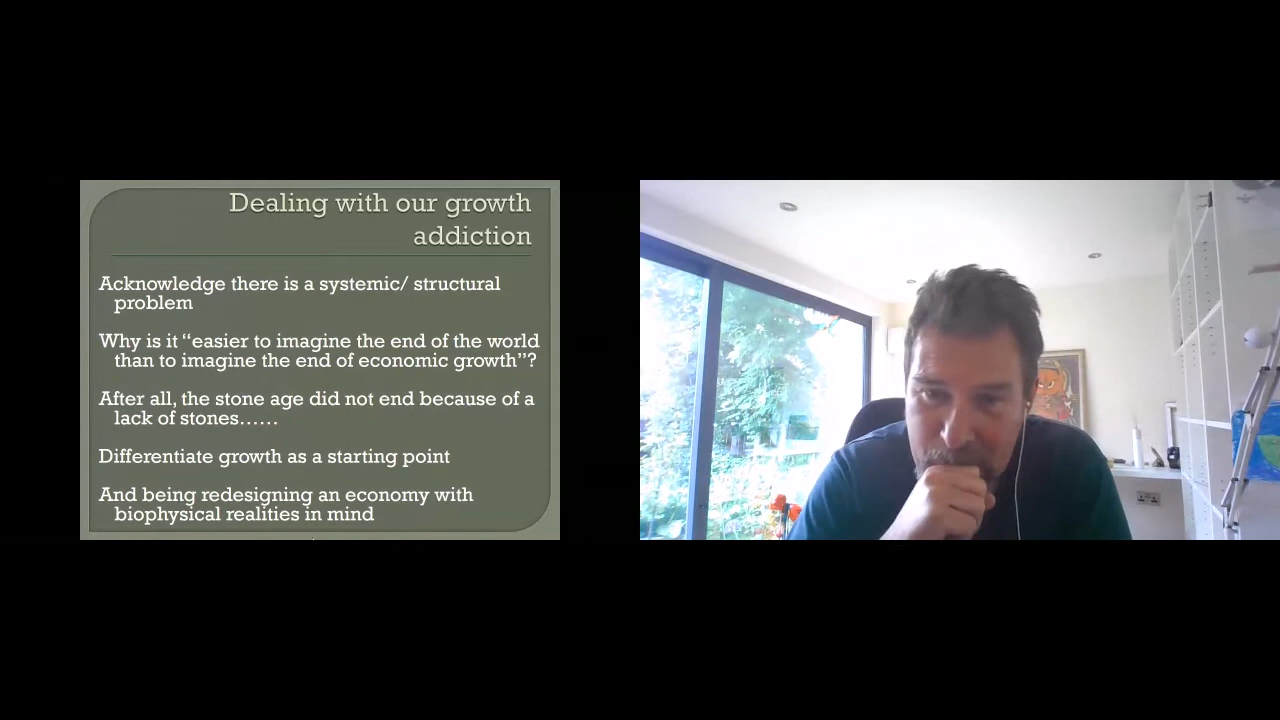 Dealing with our growth
addiction
Acknowledge there is a systemic/ structural
problem
Why is it “easier to imagine the end of the world
than to imagine the end of economic growth”?
After all, the stone age did not end because of a
lack of stones……
Differentiate growth as a starting point
And being redesigning an economy with
biophysical realities in mind